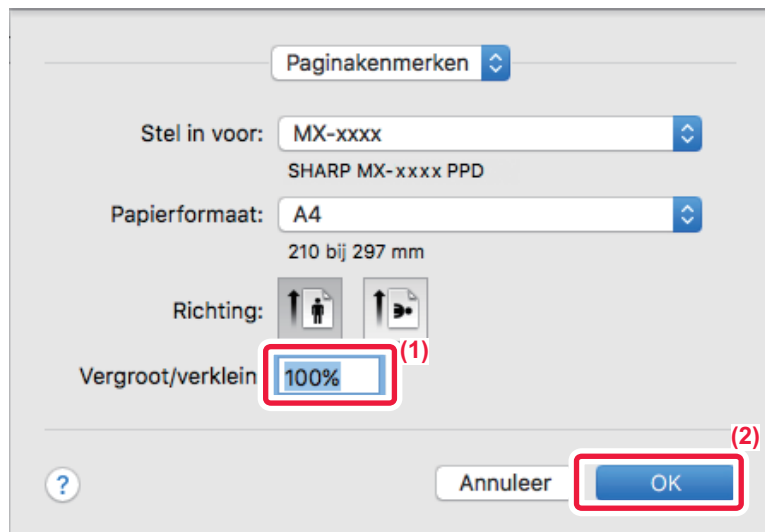 Paginakenmerken
Stel in voor: MX-xxxx
SHARP MX-xxxx PPD
Papierformaat: A4
210 bij 297 mm
Richting:
(1)
Vergroot/verklein 100%
(2)
? Annuleer OK